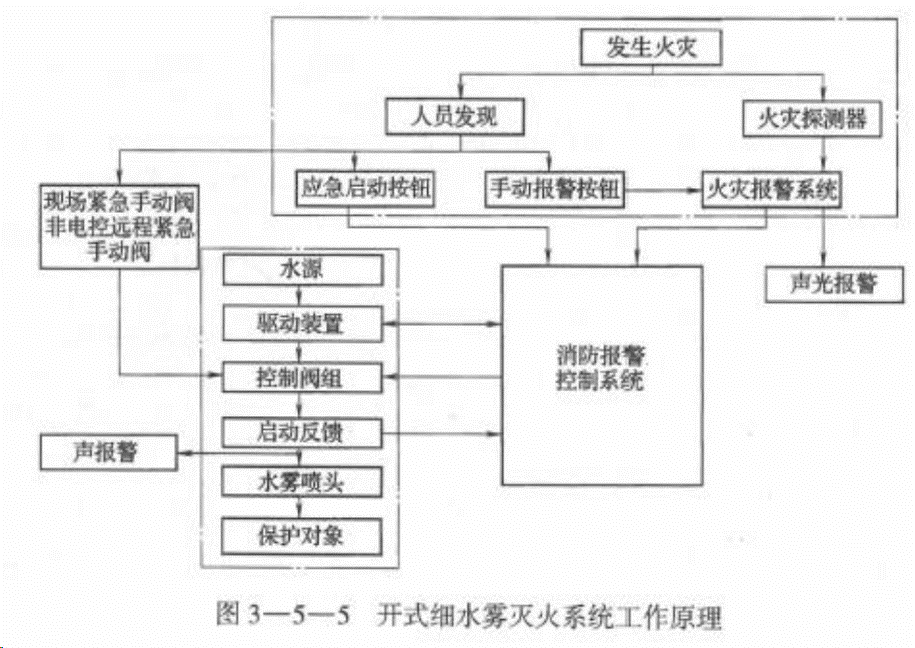 发生火灾
人员发现
火灾探测器
应急启动按钮
手动报警按钮
火灾报警系统
现场紧急手动阀
非电控远程紧急
手动阀
水源
声光报警
驱动装置
消防报警
控制系统
控制阀组
启动反馈
声报警
水雾喷头
保护对象
图 3—5—5 开式细水雾灭火系统工作原理